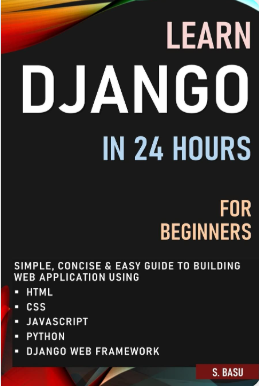 LEARN
DJANGO
IN 24 HOURS
FOR
BEGINNERS
SIMPLE, CONCISE & EASY GUIDE TO BUILDING
WEB APPLICATION USING
▪ HTML
▪ CSS
▪ JAVASCRIPT
▪ PYTHON
▪ DJANGO WEB FRAMEWORK
S. BASU